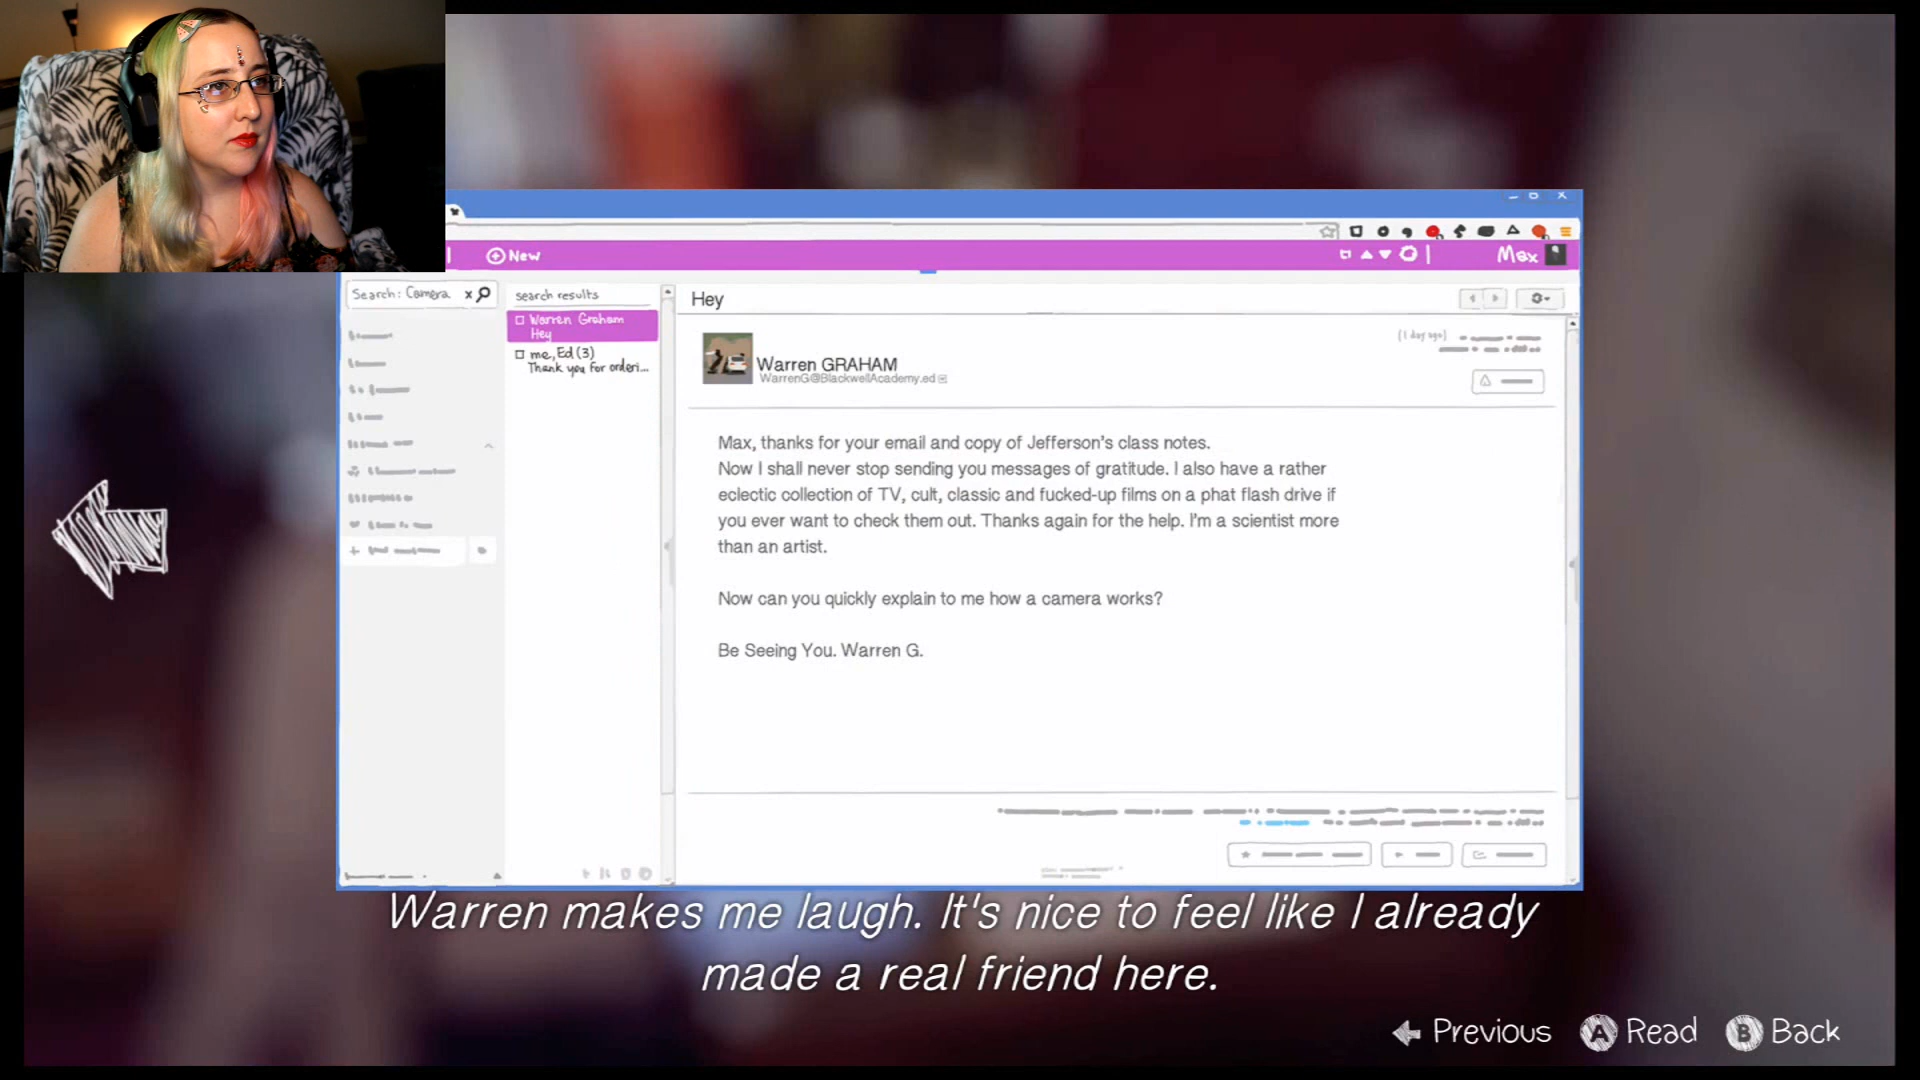 New
Max
Search: Camera x
search results
Warren Graham
Hey
me, Ed (3)
Thank you for orderi...
Hey
(1 day ago)
Warren GRAHAM
WarrenG@BlackwellAcademy.ed
Max, thanks for your email and copy of Jefferson's class notes.
Now I shall never stop sending you messages of gratitude. I also have a rather
eclectic collection of TV, cult, classic and fucked-up films on a phat flash drive if
you ever want to check them out. Thanks again for the help. I'm a scientist more
than an artist.
Now can you quickly explain to me how a camera works?
Be Seeing You. Warren G.
Warren makes me laugh. It's nice to feel like I already
made a real friend here.
Previous A Read B Back